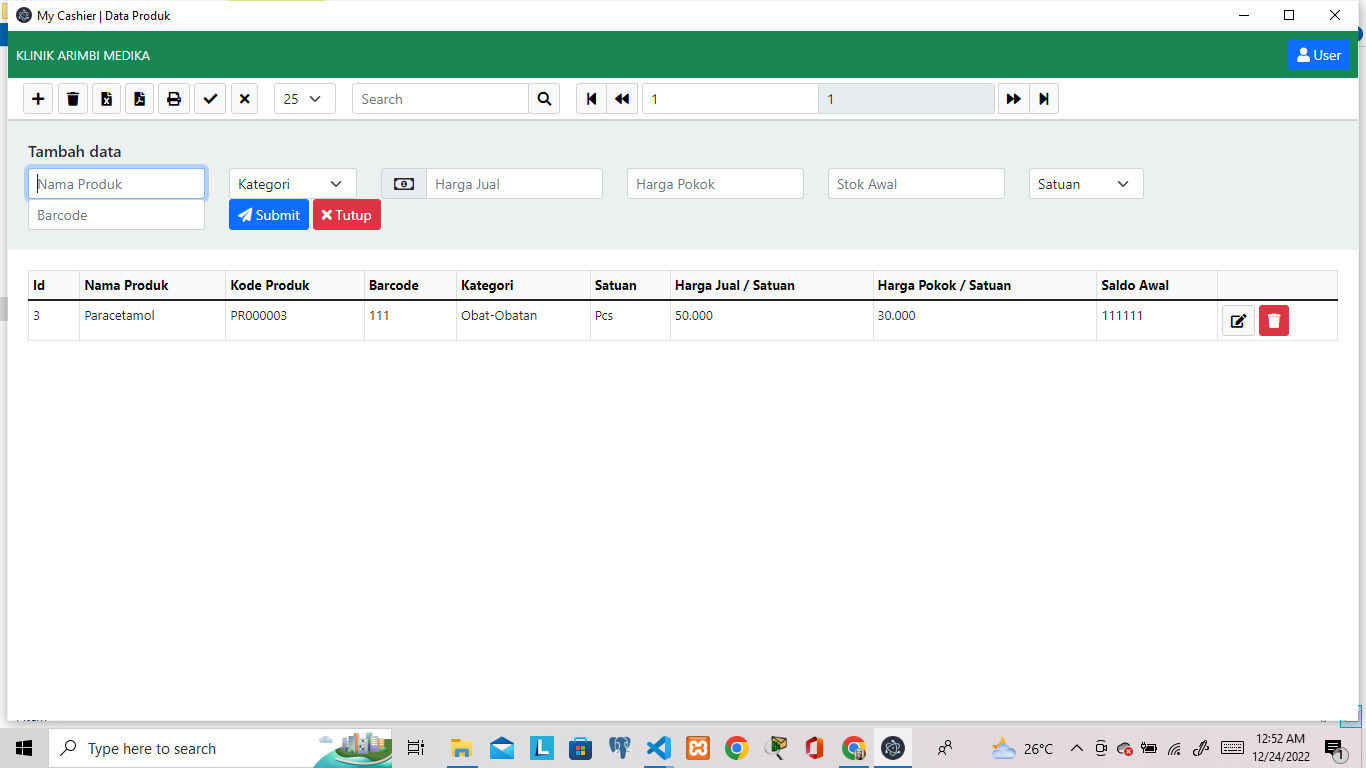 My Cashier | Data Produk
KLINIK ARIMBI MEDIKA
User
25
Search
1
1
Tambah data
Nama Produk
Kategori
Harga Jual
Harga Pokok
Stok Awal
Satuan
Barcode
Submit
Tutup
Id Nama Produk Kode Produk Barcode Kategori Satuan Harga Jual / Satuan Harga Pokok / Satuan Saldo Awal
3 Paracetamol PR000003 111 Obat-Obatan Pcs 50.000 30.000 111111
Type here to search
26°C
12:52 AM
12/24/2022
1